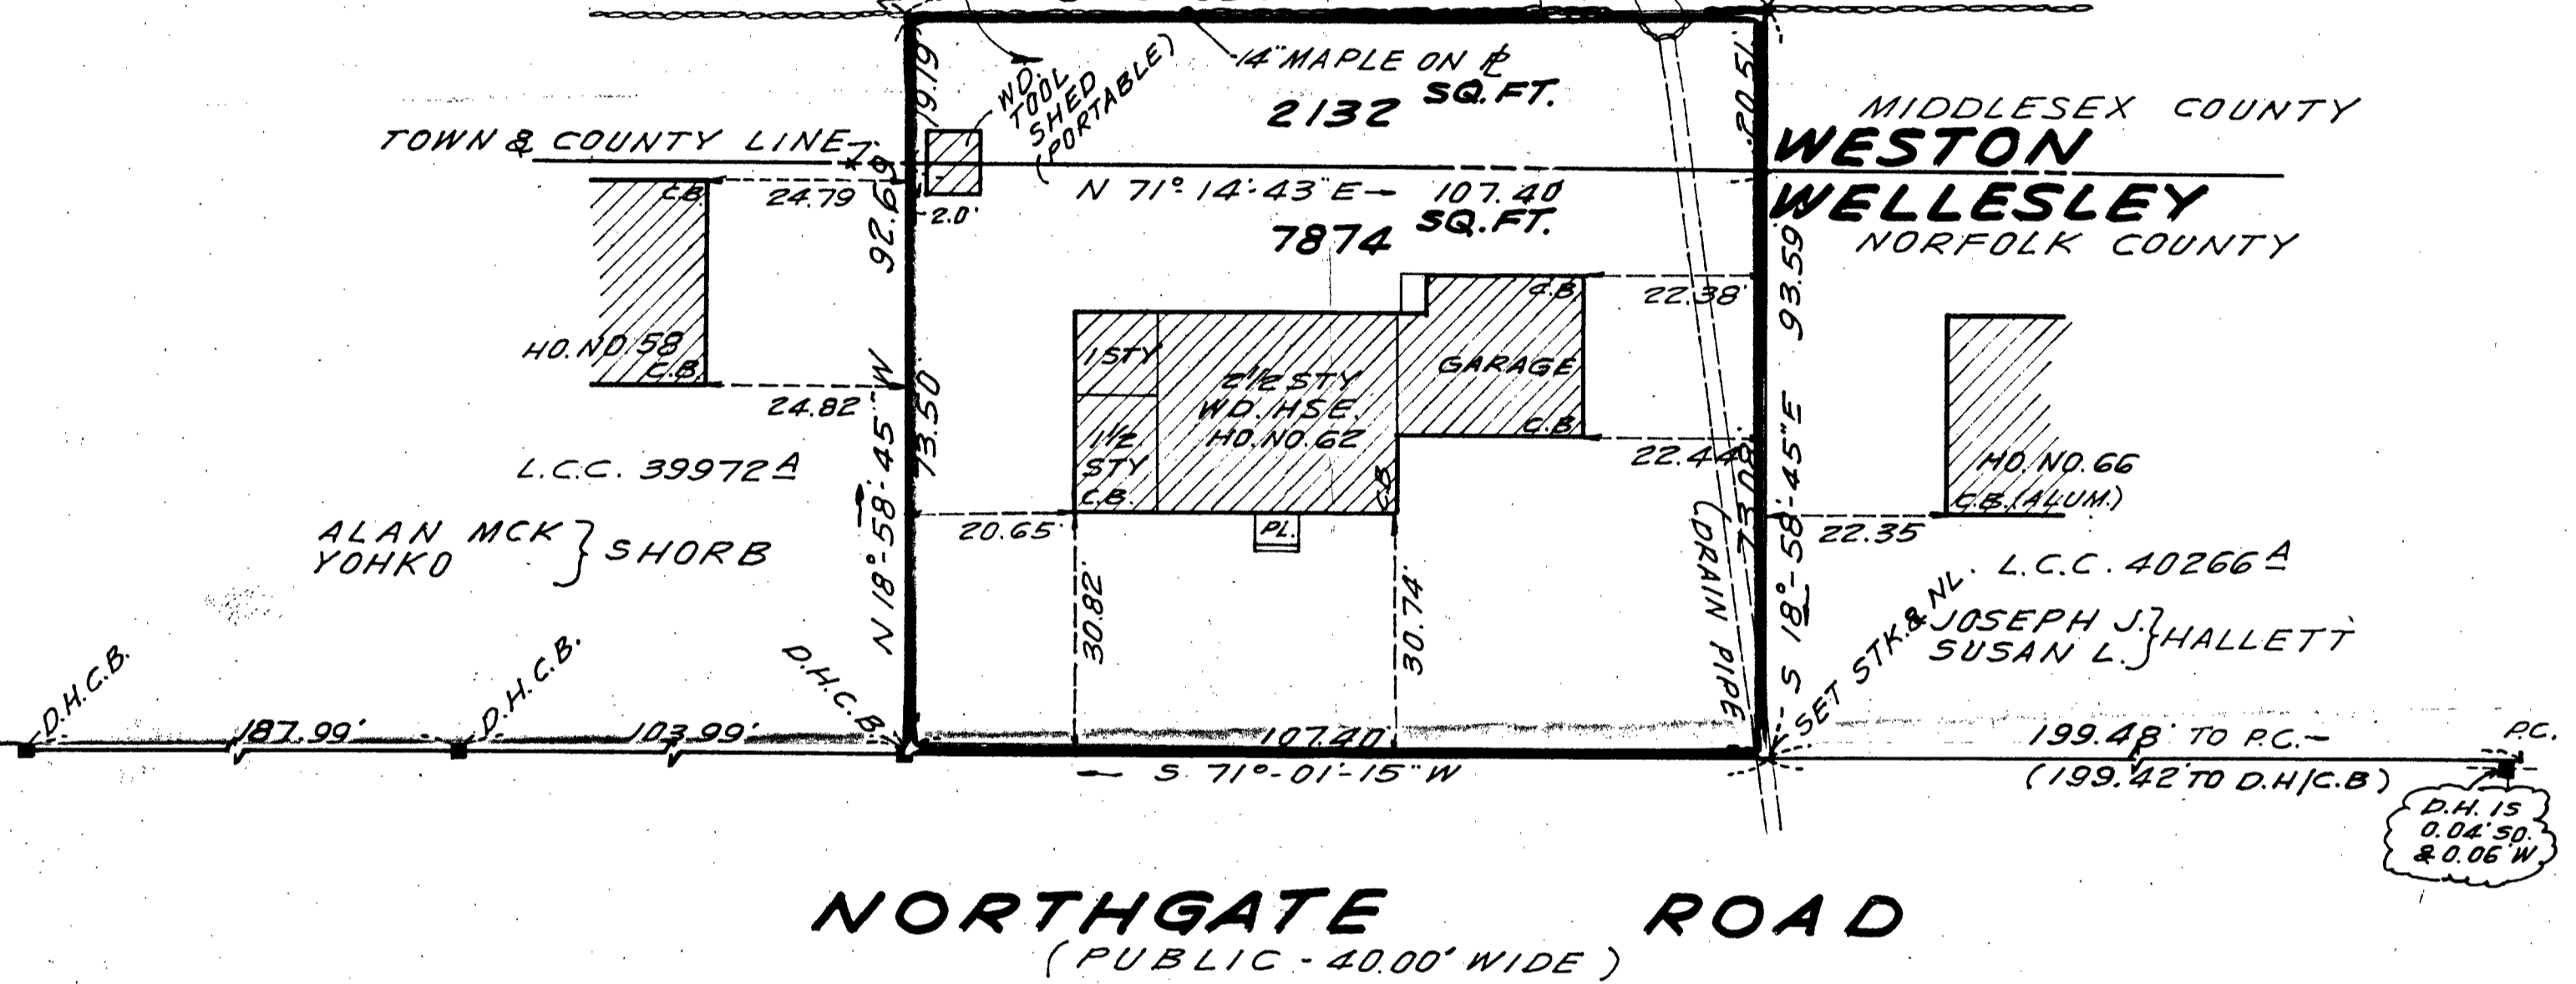 14" MAPLE ON ⅊
WD.
TOOL
SHED
(PORTABLE)
19.19
20.51
2132 SQ.FT.
MIDDLESEX COUNTY
WESTON
TOWN & COUNTY LINE
N 71°-14'-43"E 107.40
WELLESLEY
NORFOLK COUNTY
7874 SQ.FT.
C.B.
24.79
2.0'
92.69
93.59
HO. NO 58
C.B.
24.82
73.50
22.38'
C.B.
1 STY
2 1/2 STY
WD. HSE.
HO. NO. 62
GARAGE
C.B.
22.44'
73.08'
1 1/2
STY
C.B.
C.B.
HO. NO. 66
C.B. (ALUM.)
L.C.C. 39972 A
ALAN MCK
YOHKO
} SHORB
N 18°-58'-45"W
20.65'
PL.
30.82'
30.74'
(DRAIN PIPE
S 18°-58'-45"E
22.35
L.C.C. 40266 A
JOSEPH J.
SUSAN L.
} HALLETT
SET STK. & NL.
D.H.C.B.
D.H.C.B.
D.H.C.B.
187.99'
103.99'
107.40'
S 71°-01'-15"W
199.48' TO P.C.
(199.42' TO D.H/C.B)
P.C.
D.H. IS
0.04' SO.
& 0.06' W
NORTHGATE ROAD
(PUBLIC - 40.00' WIDE)